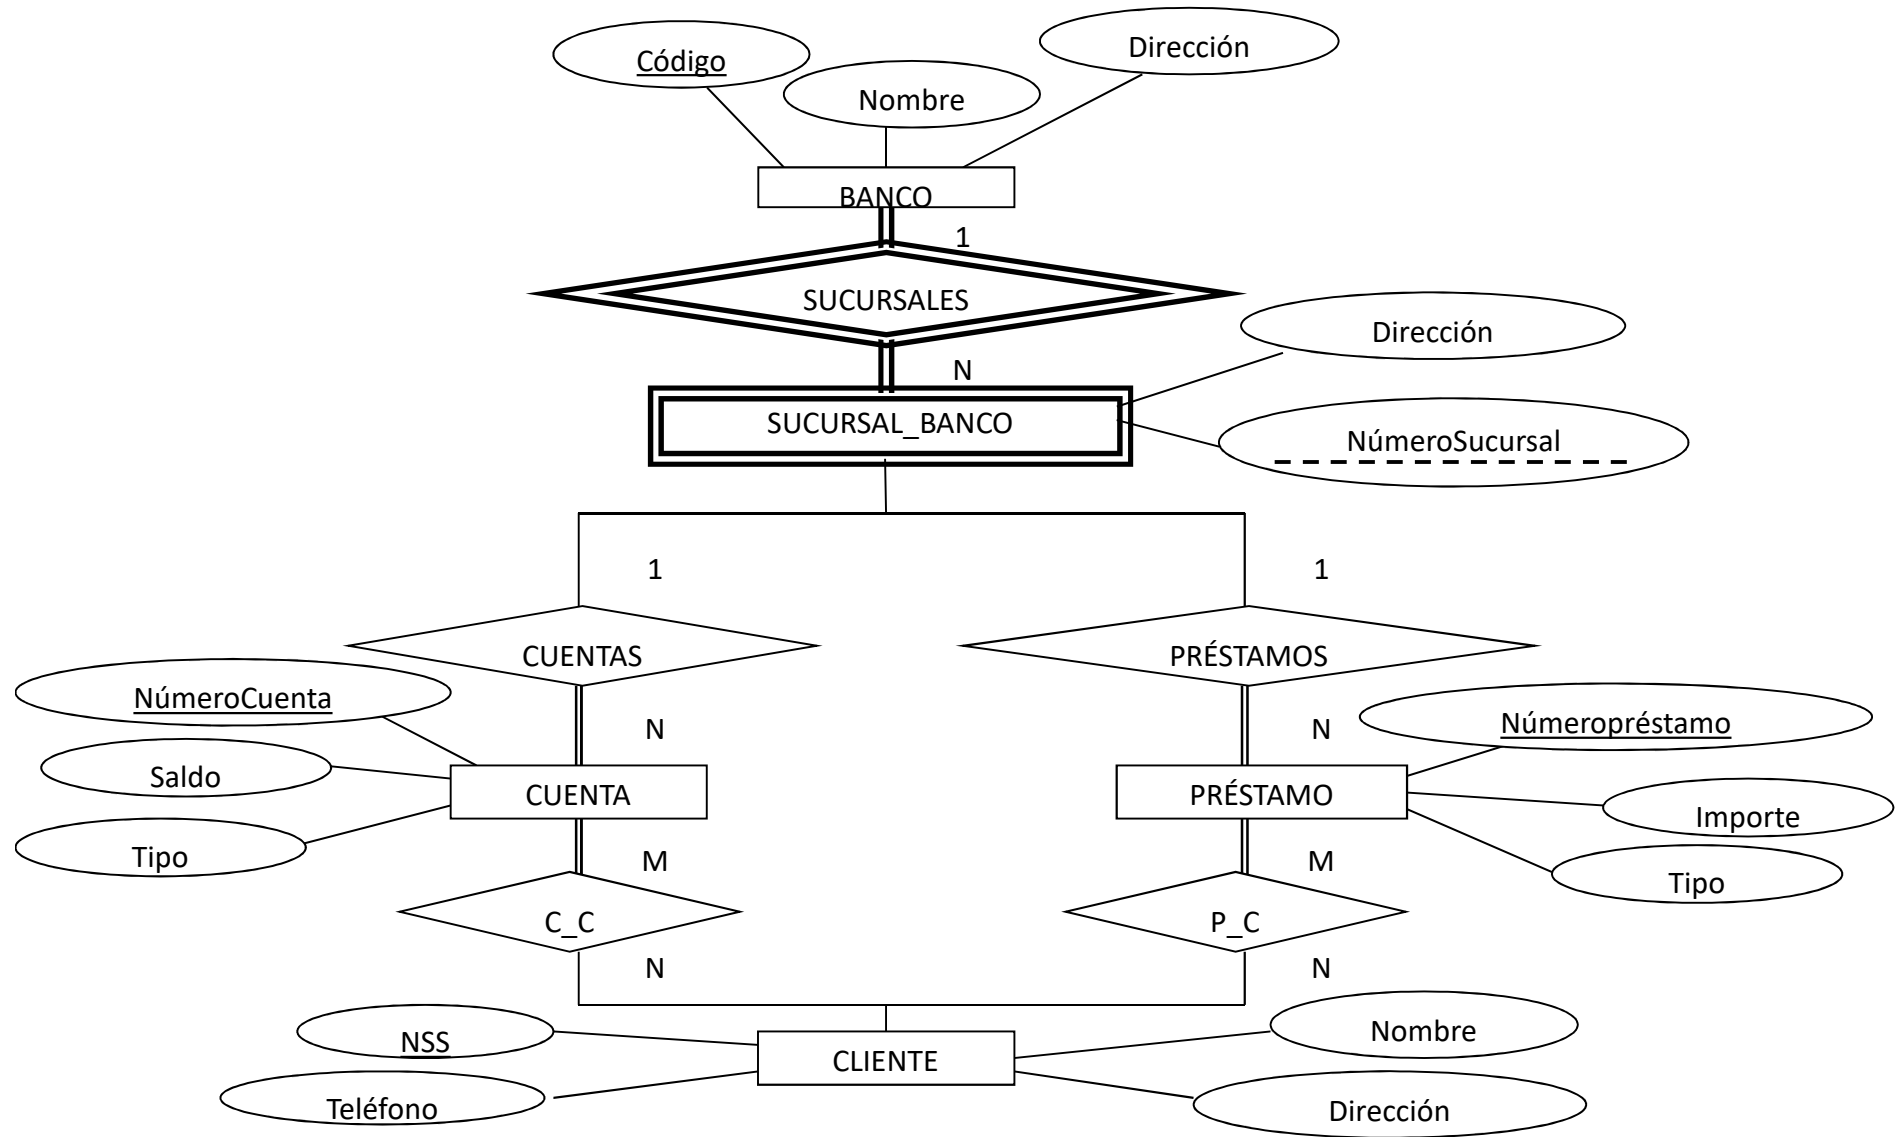 Código
Nombre
Dirección
BANCO
1
SUCURSALES
N
Dirección
SUCURSAL_BANCO
NúmeroSucursal
1
1
CUENTAS
PRÉSTAMOS
NúmeroCuenta
N
N
Númeropréstamo
Saldo
CUENTA
PRÉSTAMO
Importe
Tipo
M
M
Tipo
C_C
P_C
N
N
NSS
CLIENTE
Nombre
Teléfono
Dirección